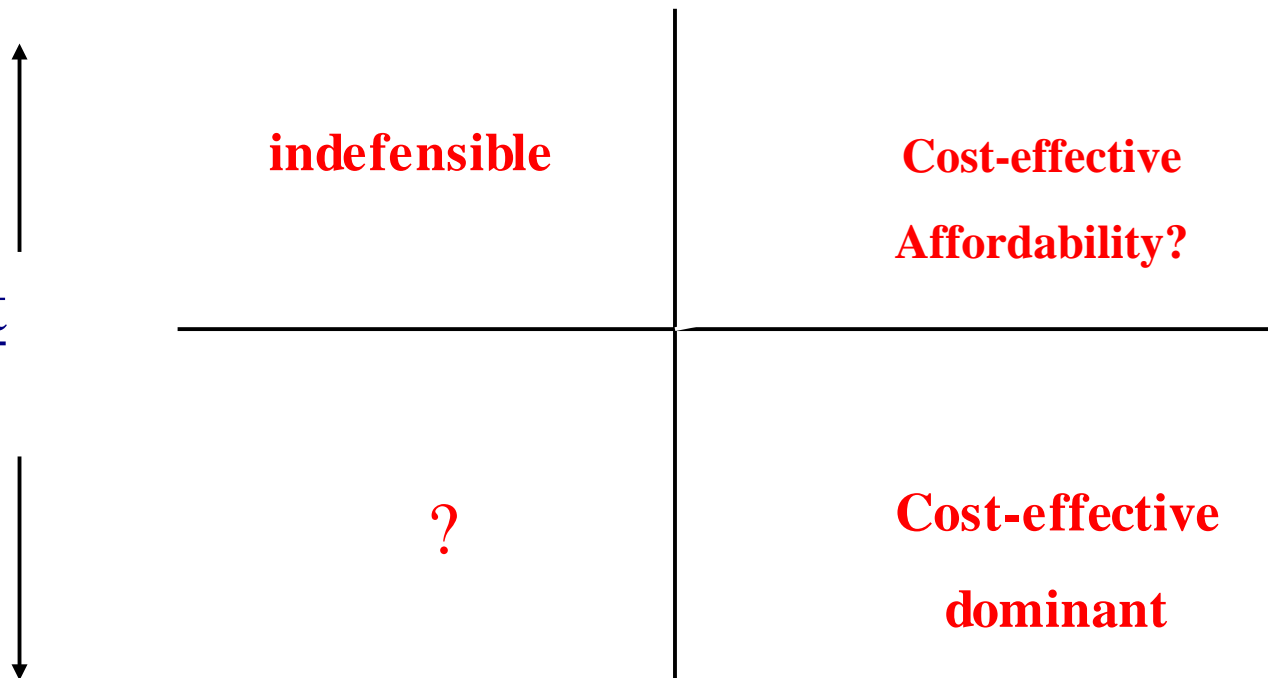 indefensible
Cost-effective
Affordability?
?
Cost-effective
dominant